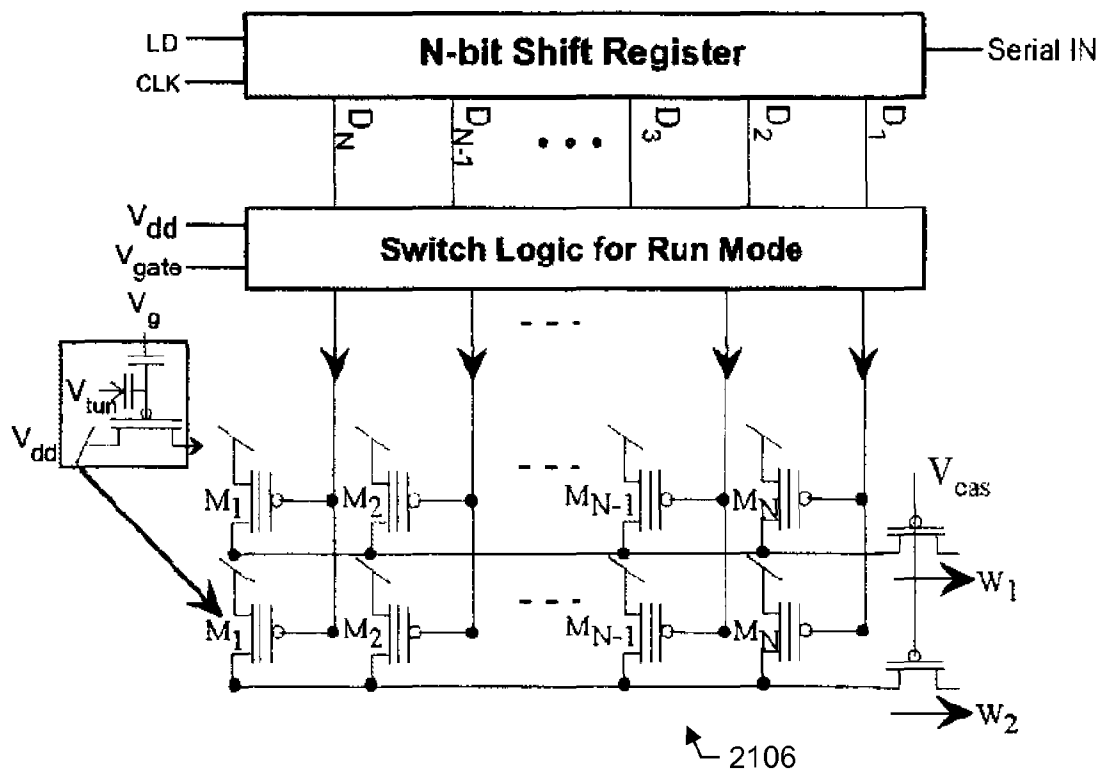 LD
N-bit Shift Register
Serial IN
CLK
D_N D_N-1 D_3 D_2 D_1
V_dd
Switch Logic for Run Mode
V_gate
V_g
V_tun
V_dd
M_1 M_2 M_N-1 M_N
V_cas
W_1
M_1 M_2 M_N-1 M_N
W_2
2106